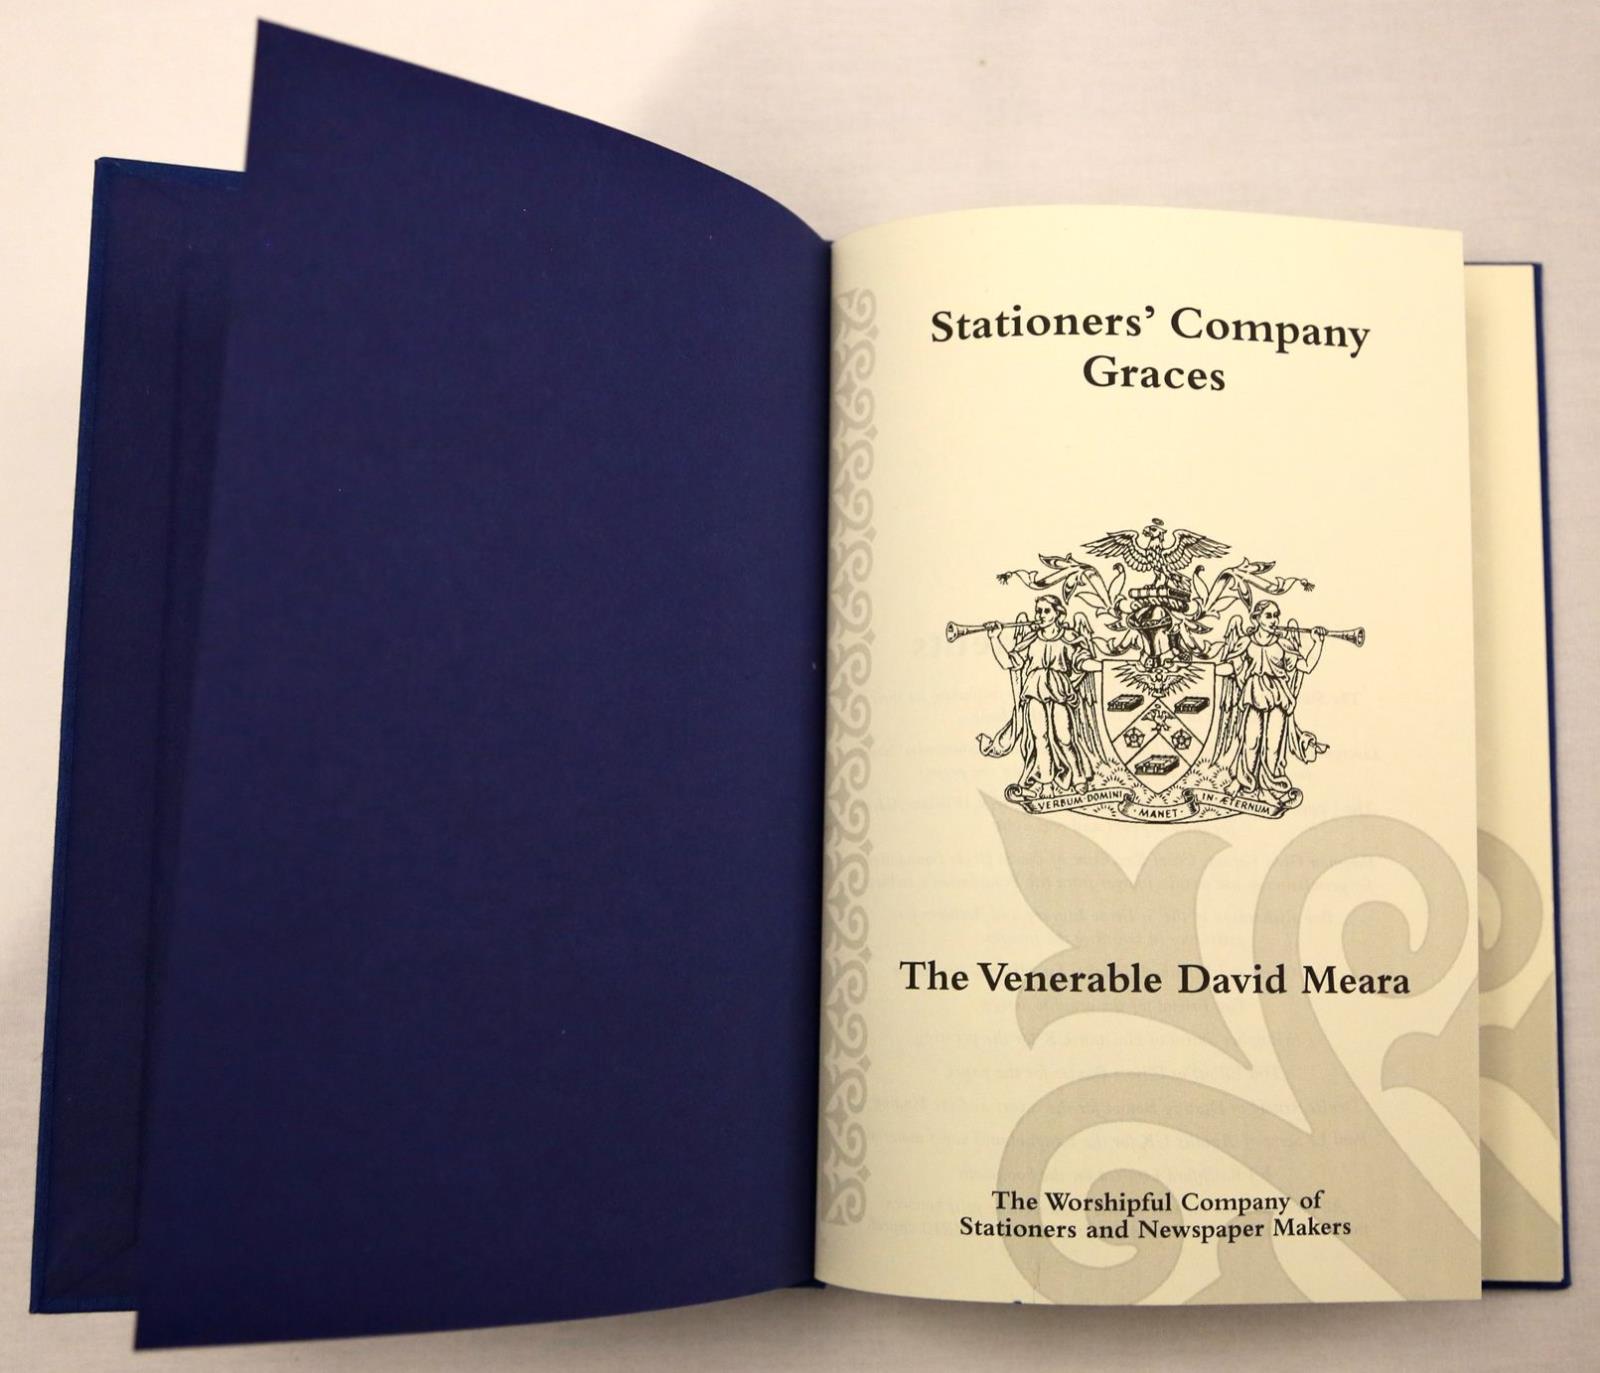 Stationers’ Company
Graces
VERBUM·DOMINI
·MANET·
IN·ÆTERNUM
The Venerable David Meara
The Worshipful Company of
Stationers and Newspaper Makers